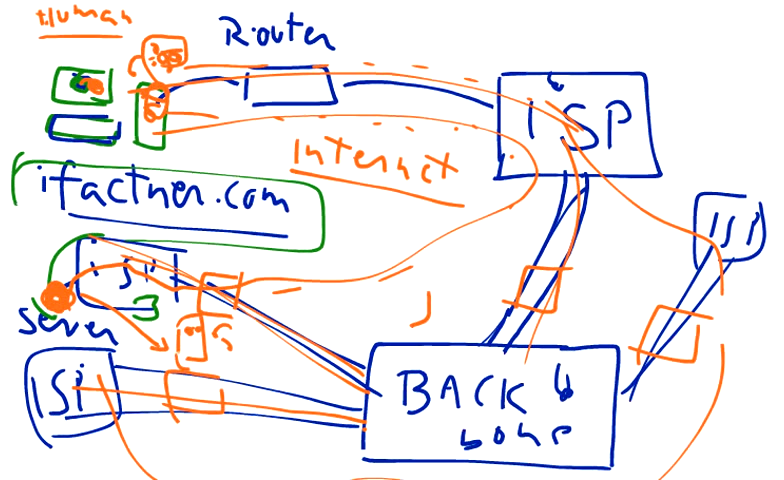 Human
Router
ISP
Internet
ifactner.com
ISP
ISP
Server
ISP
BACK
bone